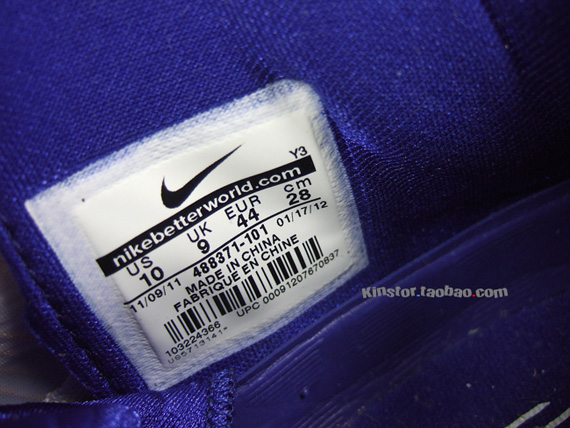 Y3
nikebetterworld.com
US UK EUR cm
10 9 44 28
11/09/11 488371-101 01/17/12
MADE IN CHINA
FABRIQUE EN CHINE
UPC 00091207670837
103224366
Kinstor.taobao.com